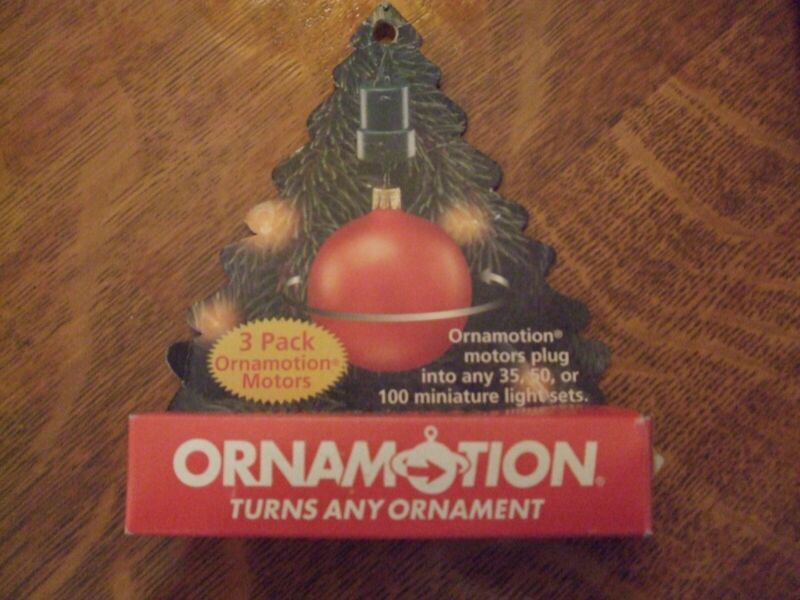 3 Pack
Ornamotion®
Motors
Ornamotion®
motors plug
into any 35, 50, or
100 miniature light sets.
ORNAMOTION®
TURNS ANY ORNAMENT